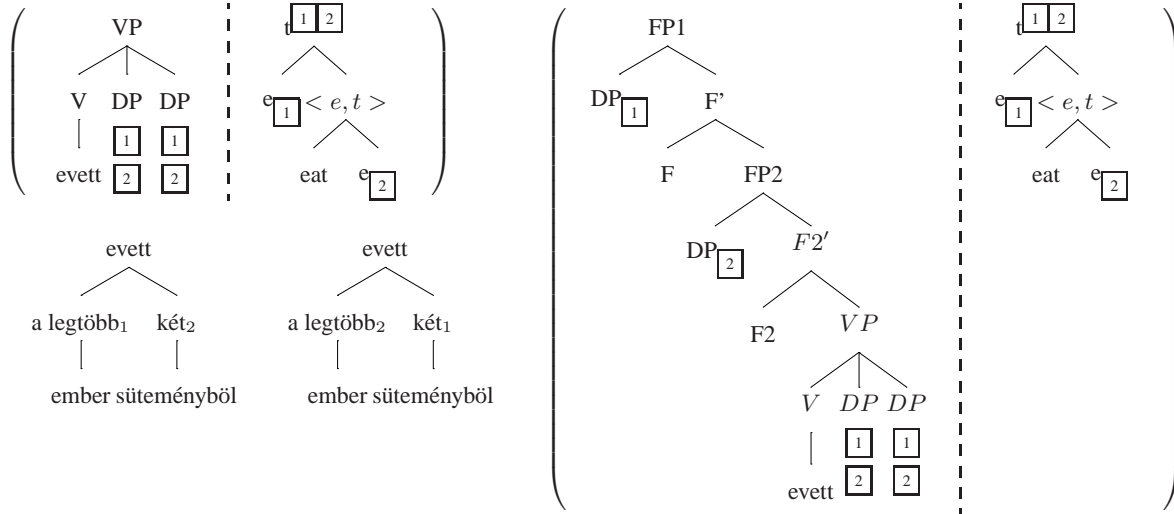 VP
V DP DP
1 1
evett 2 2
t 1 2
e 1 < e, t >
eat e 2
evett
a legtöbb₁ két₂
ember süteményböl
evett
a legtöbb₂ két₁
ember süteményböl
FP1
DP 1 F'
F FP2
DP 2 F2′
F2 VP
V DP DP
1 1
evett 2 2
t 1 2
e 1 < e, t >
eat e 2